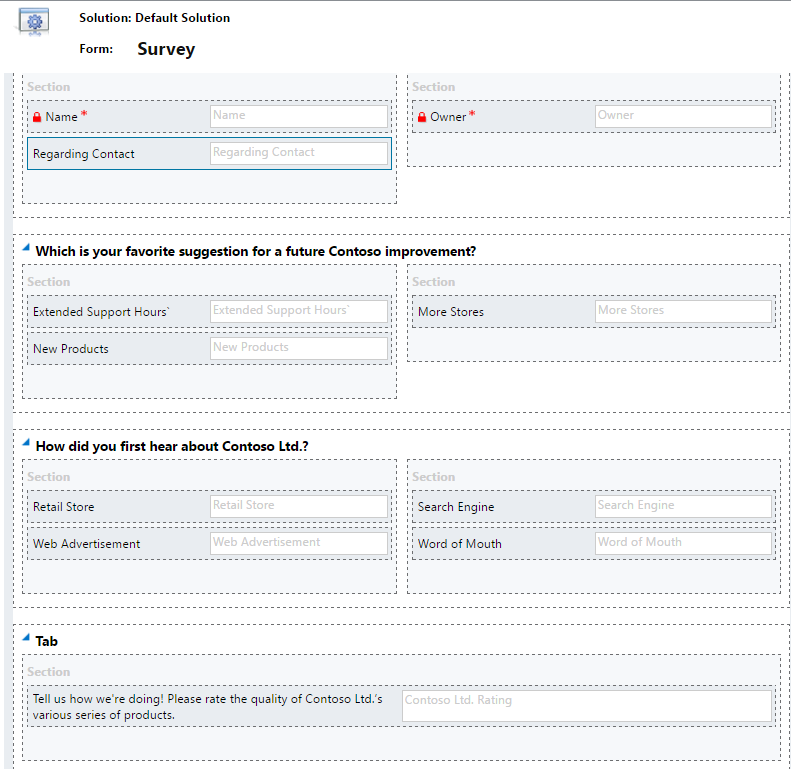 Solution: Default Solution
Form: Survey
Section
Name * Name
Regarding Contact Regarding Contact
Section
Owner * Owner
Which is your favorite suggestion for a future Contoso improvement?
Section
Extended Support Hours` Extended Support Hours`
New Products New Products
Section
More Stores More Stores
How did you first hear about Contoso Ltd.?
Section
Retail Store Retail Store
Web Advertisement Web Advertisement
Section
Search Engine Search Engine
Word of Mouth Word of Mouth
Tab
Section
Tell us how we're doing! Please rate the quality of Contoso Ltd.'s
various series of products.
Contoso Ltd. Rating